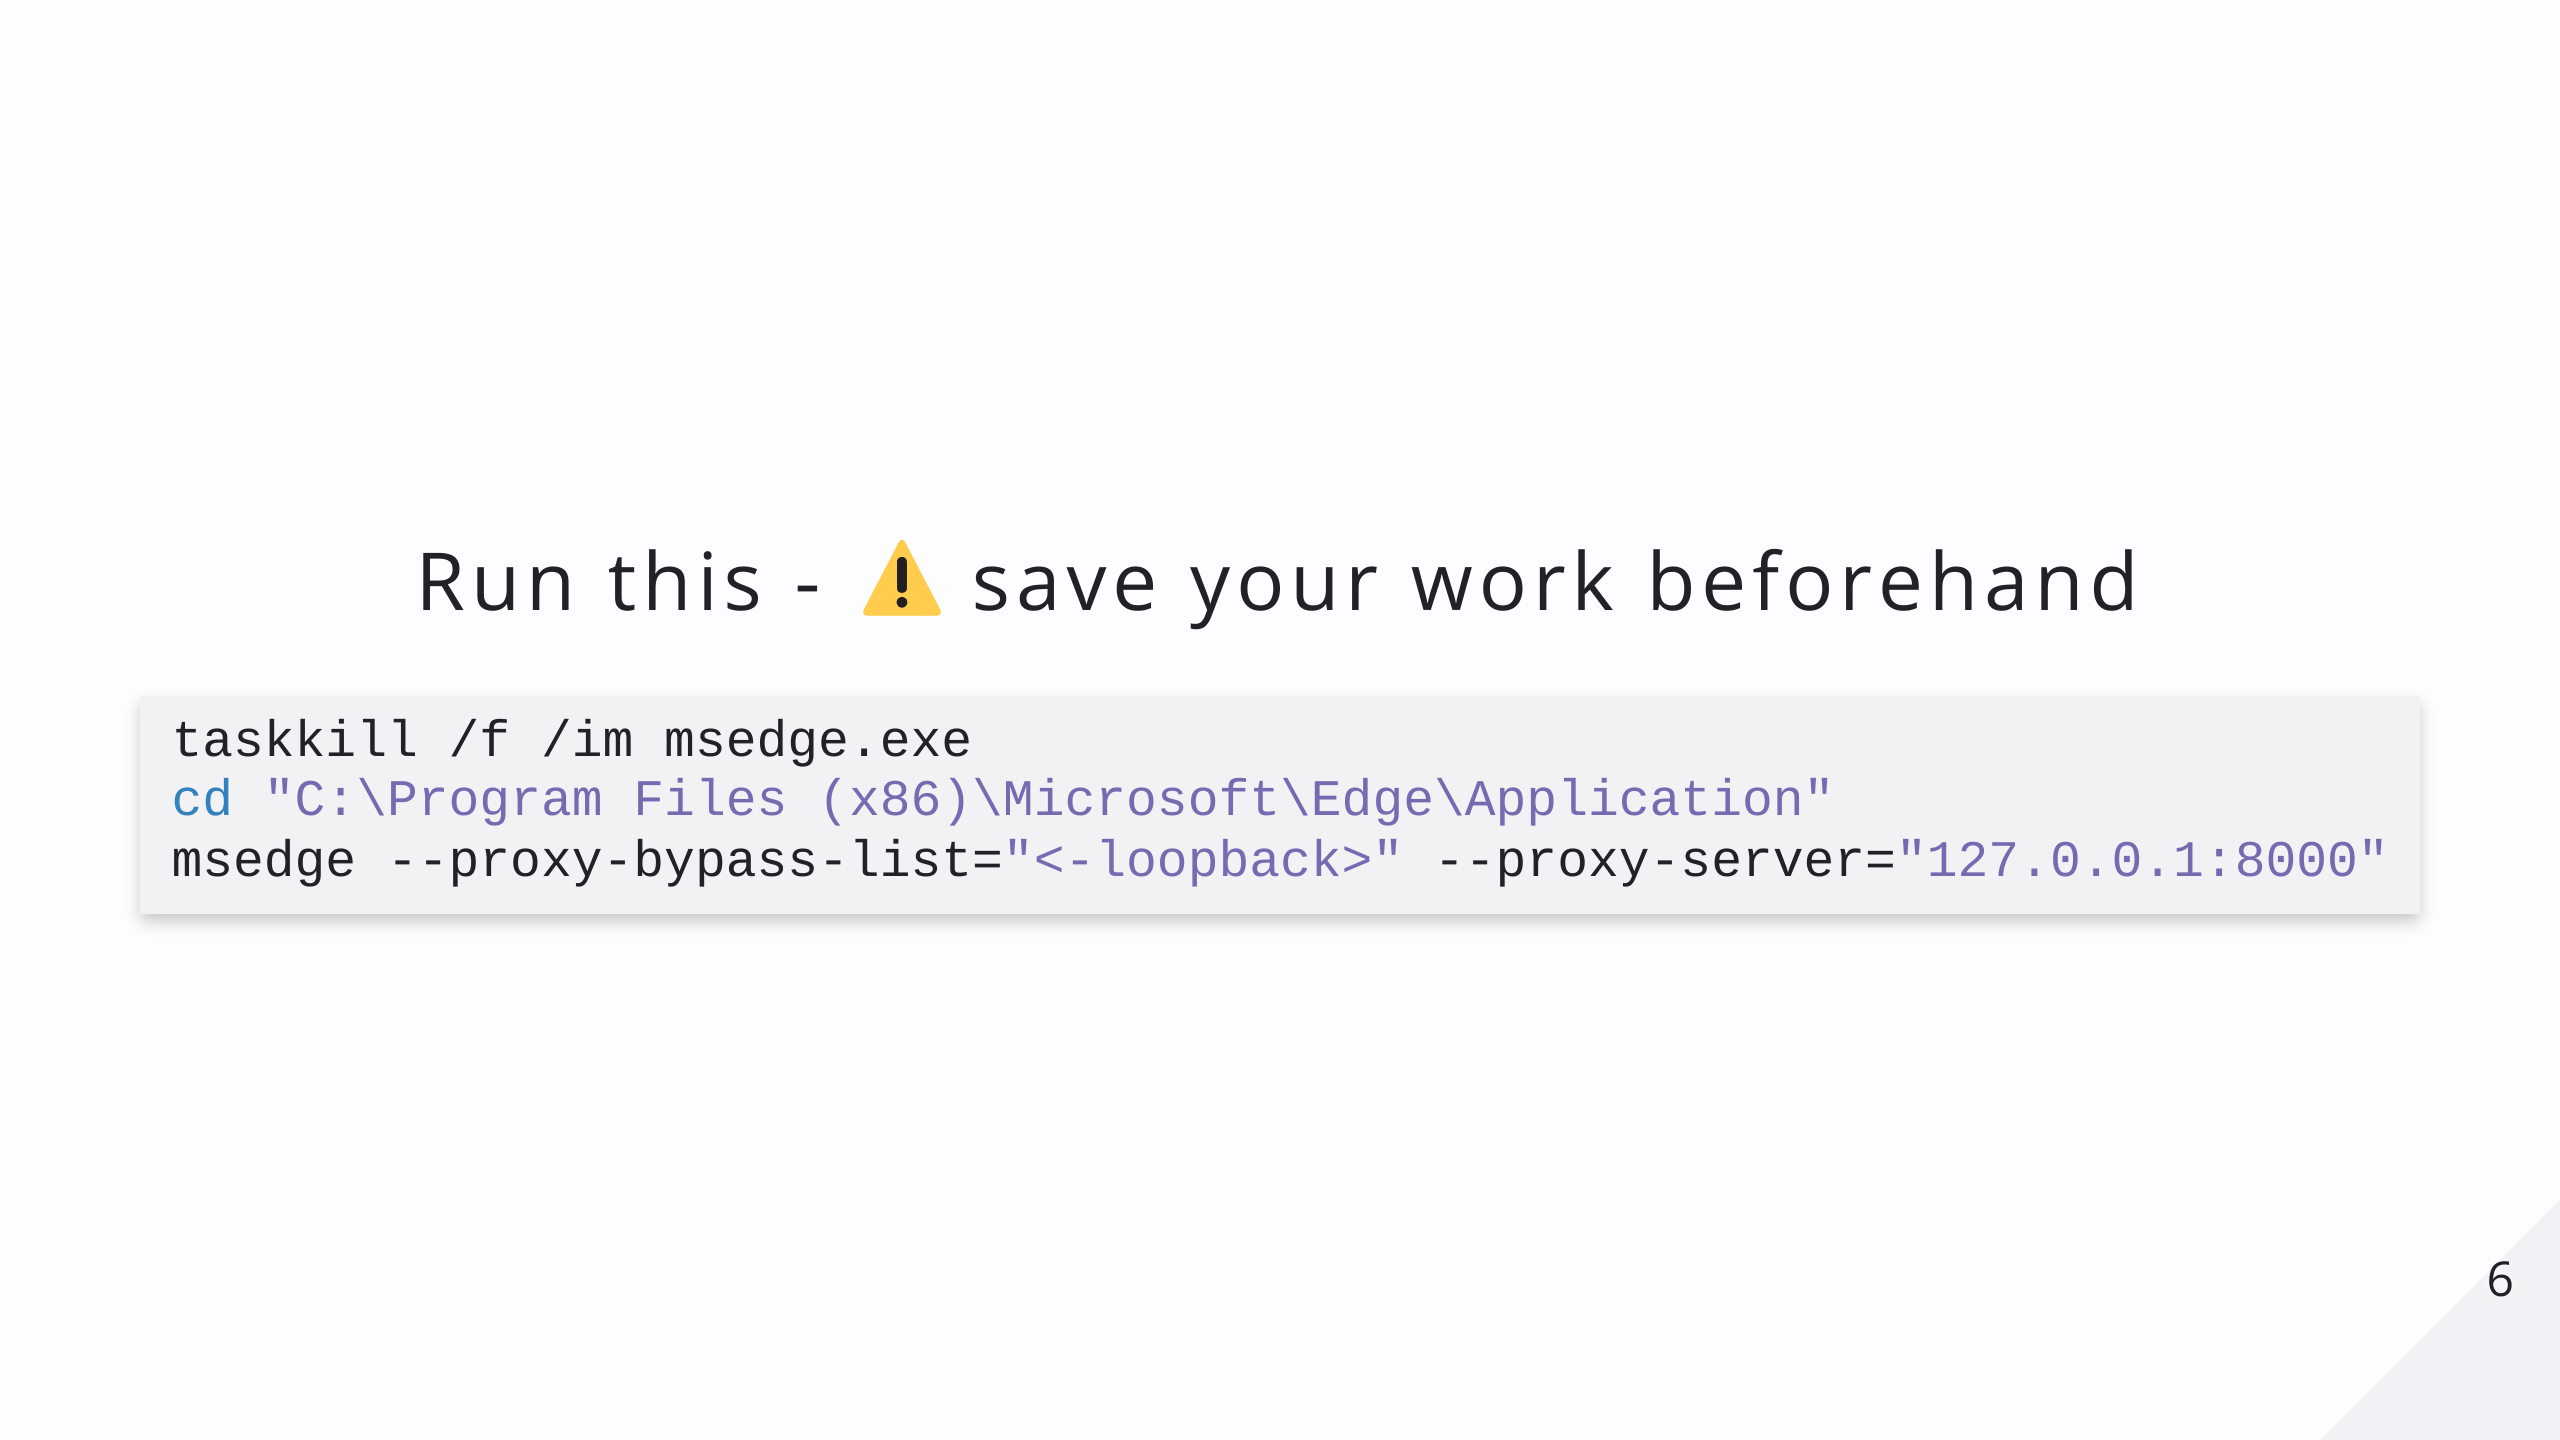 Run this - ⚠ save your work beforehand
taskkill /f /im msedge.exe
cd "C:\Program Files (x86)\Microsoft\Edge\Application"
msedge --proxy-bypass-list="<-loopback>" --proxy-server="127.0.0.1:8000"
6